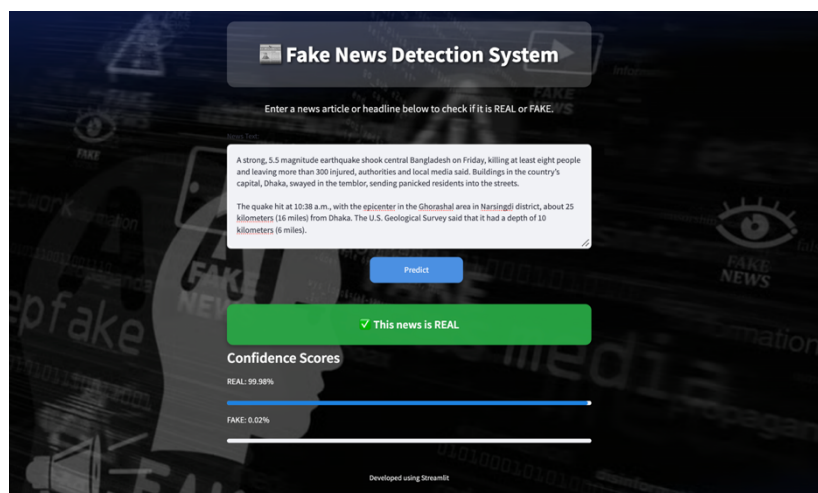 Fake News Detection System
Enter a news article or headline below to check if it is REAL or FAKE.
News Text:
A strong, 5.5 magnitude earthquake shook central Bangladesh on Friday, killing at least eight people
and leaving more than 300 injured, authorities and local media said. Buildings in the country's
capital, Dhaka, swayed in the temblor, sending panicked residents into the streets.
The quake hit at 10:38 a.m., with the epicenter in the Ghorashal area in Narsingdi district, about 25
kilometers (16 miles) from Dhaka. The U.S. Geological Survey said that it had a depth of 10
kilometers (6 miles).
Predict
This news is REAL
Confidence Scores
REAL: 99.98%
FAKE: 0.02%
Developed using Streamlit
FAKE
NEWS
FAKE
FAKE
NEWS
FAKE
NEWS
epfake
media
mation